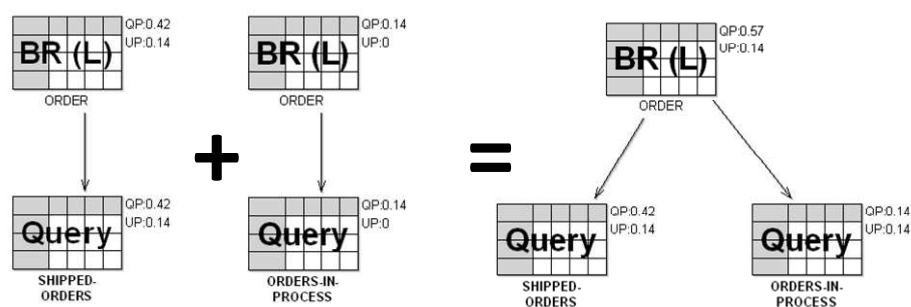 QP:0.42
UP:0.14
BR (L)
ORDER
QP:0.42
UP:0.14
Query
SHIPPED-
ORDERS
+
QP:0.14
UP:0
BR (L)
ORDER
QP:0.14
UP:0
Query
ORDERS-IN-
PROCESS
=
QP:0.57
UP:0.14
BR (L)
ORDER
QP:0.42
UP:0.14
Query
SHIPPED-
ORDERS
QP:0.14
UP:0.14
Query
ORDERS-IN-
PROCESS